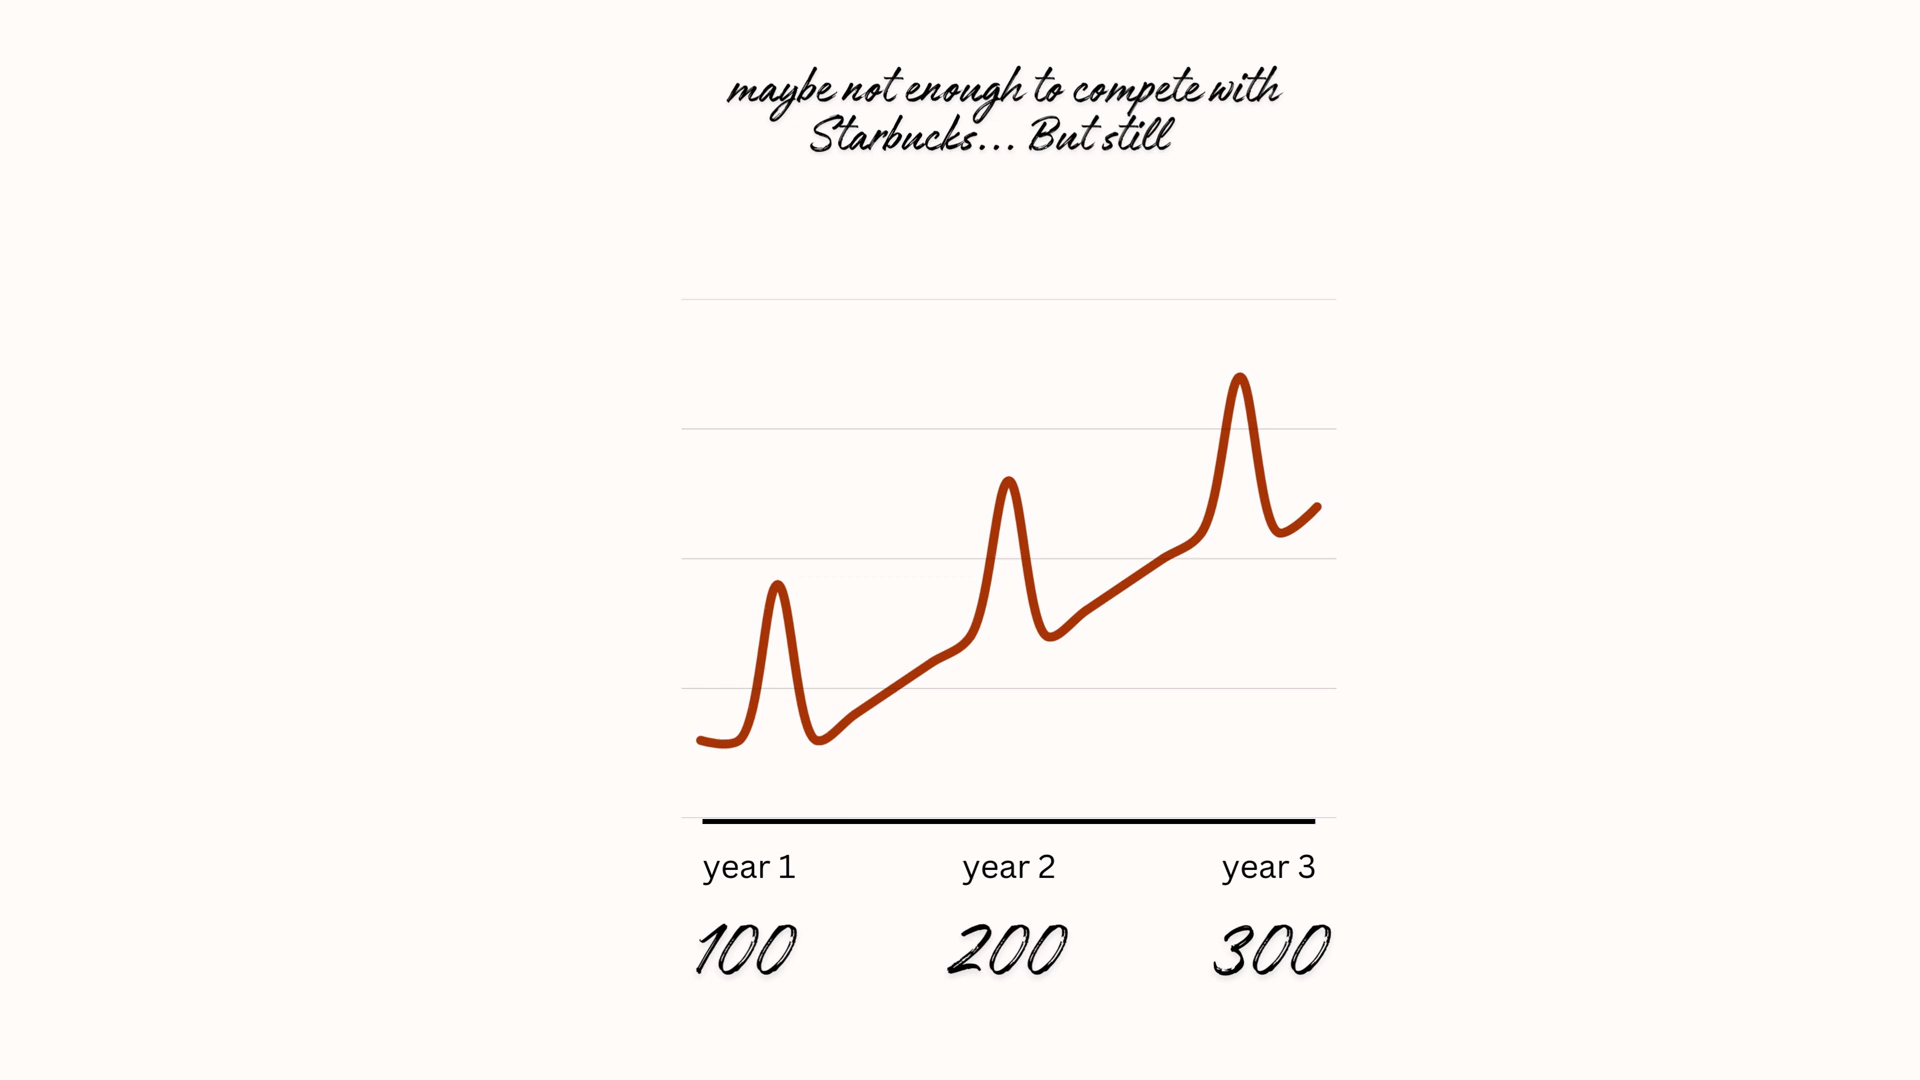 maybe not enough to compete with
Starbucks... But still
year 1 year 2 year 3
100 200 300